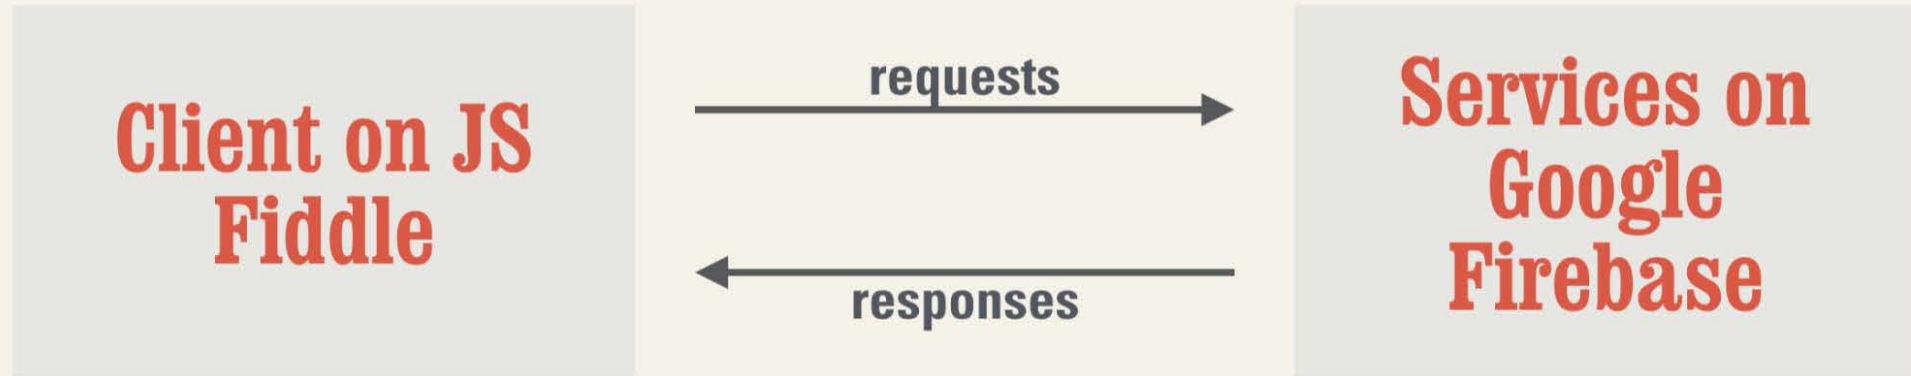 Client on JS
Fiddle
requests
responses
Services on
Google
Firebase